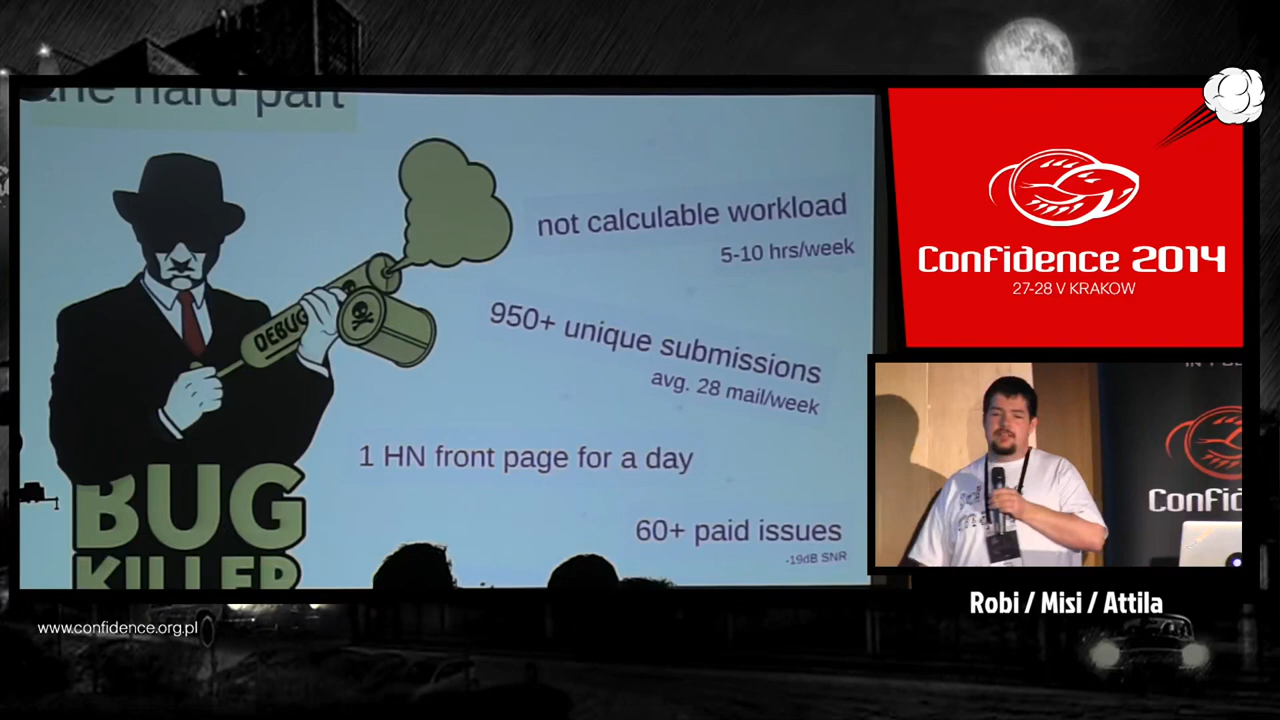 the hard part
not calculable workload
5-10 hrs/week
950+ unique submissions
avg. 28 mail/week
1 HN front page for a day
60+ paid issues
-19dB SNR
DEBUG
BUG
KILLER
ConFidence 2014
27-28 V KRAKOW
ConFid
Robi / Misi / Attila
www.confidence.org.pl